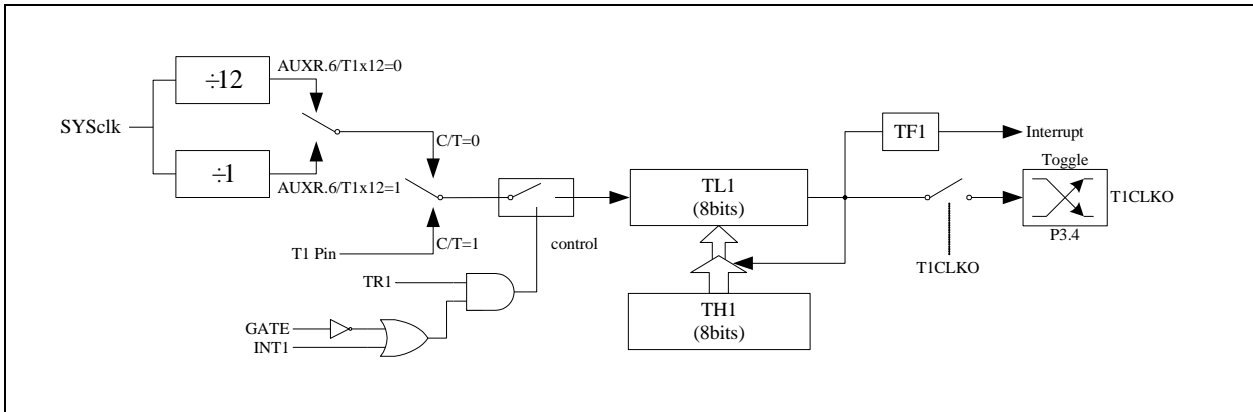 ÷12
AUXR.6/T1x12=0
SYSclk
÷1
AUXR.6/T1x12=1
C/T=0
T1 Pin
C/T=1
control
TR1
GATE
INT1
TL1
(8bits)
TH1
(8bits)
TF1
Interrupt
Toggle
T1CLKO
P3.4
T1CLKO